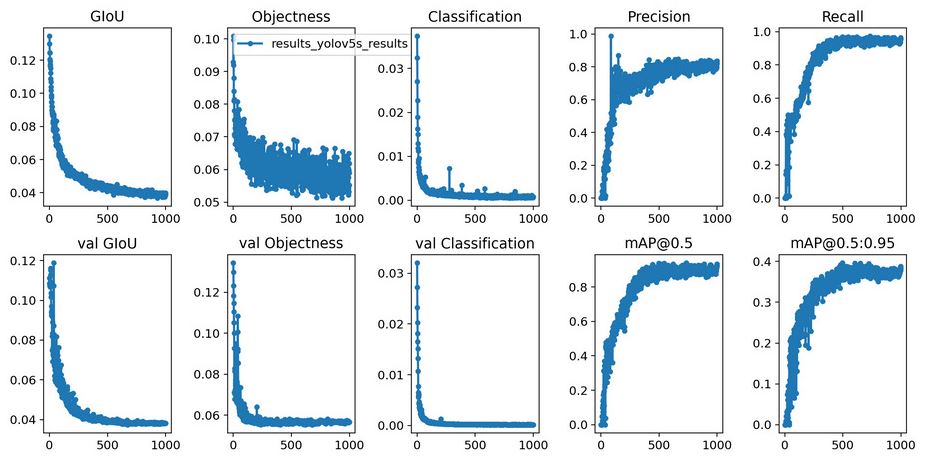 GIoU
Objectness
Classification
Precision
Recall
results_yolov5s_results
0.12
0.10
0.08
0.06
0.04
0 500 1000
0.10
0.09
0.08
0.07
0.06
0.05
0 500 1000
0.03
0.02
0.01
0.00
0 500 1000
1.0
0.8
0.6
0.4
0.2
0.0
0 500 1000
1.0
0.8
0.6
0.4
0.2
0.0
0 500 1000
val GIoU
val Objectness
val Classification
mAP@0.5
mAP@0.5:0.95
0.12
0.10
0.08
0.06
0.04
0 500 1000
0.12
0.10
0.08
0.06
0 500 1000
0.03
0.02
0.01
0.00
0 500 1000
0.8
0.6
0.4
0.2
0.0
0 500 1000
0.4
0.3
0.2
0.1
0.0
0 500 1000